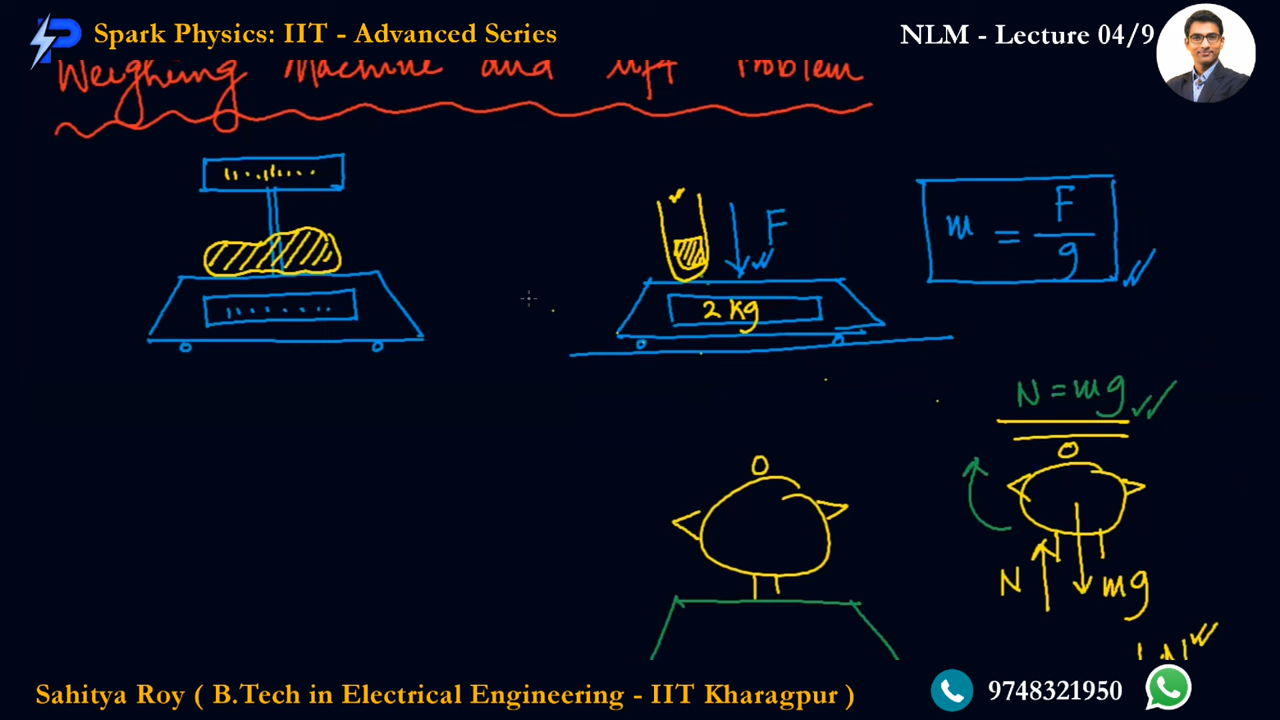 Spark Physics: IIT - Advanced Series
NLM - Lecture 04/9
Weighing Machine and lift Problem
F
m = F/g
2 kg
N = mg
N
N
mg
Sahitya Roy ( B.Tech in Electrical Engineering - IIT Kharagpur )
9748321950